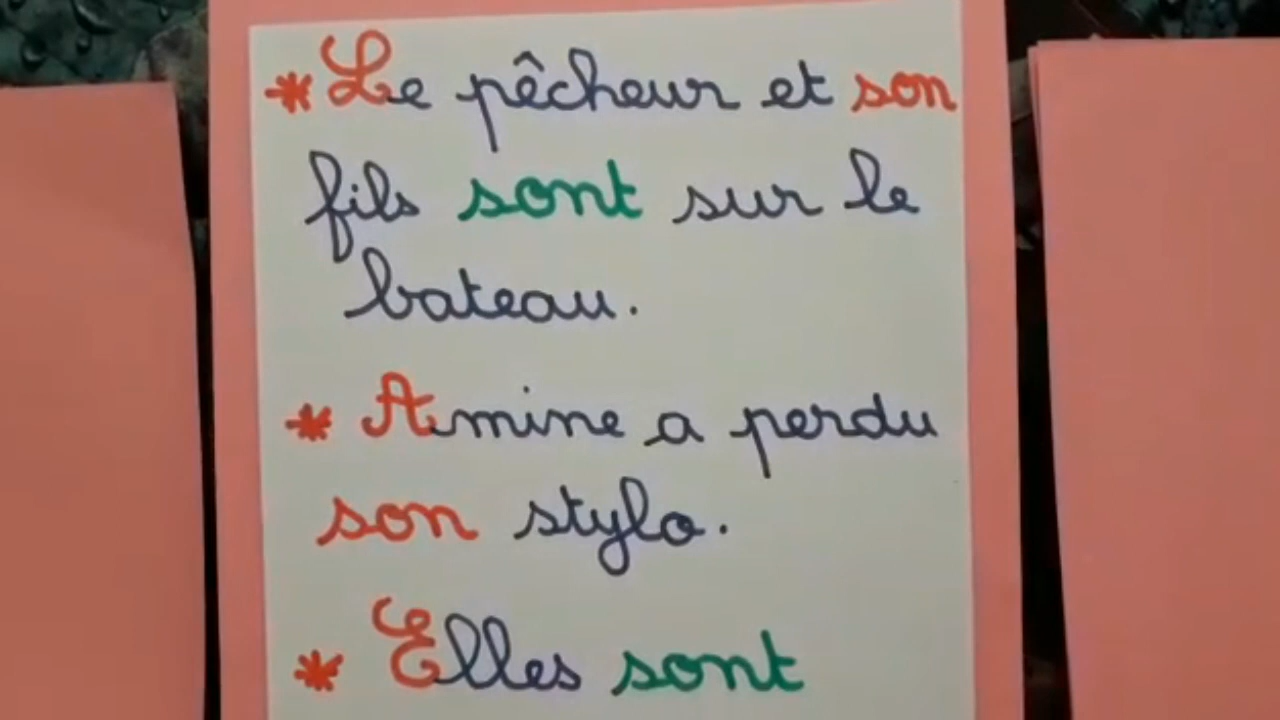 * Le pêcheur et son
fils sont sur le
bateau.
* Amine a perdu
son stylo.
* Elles sont